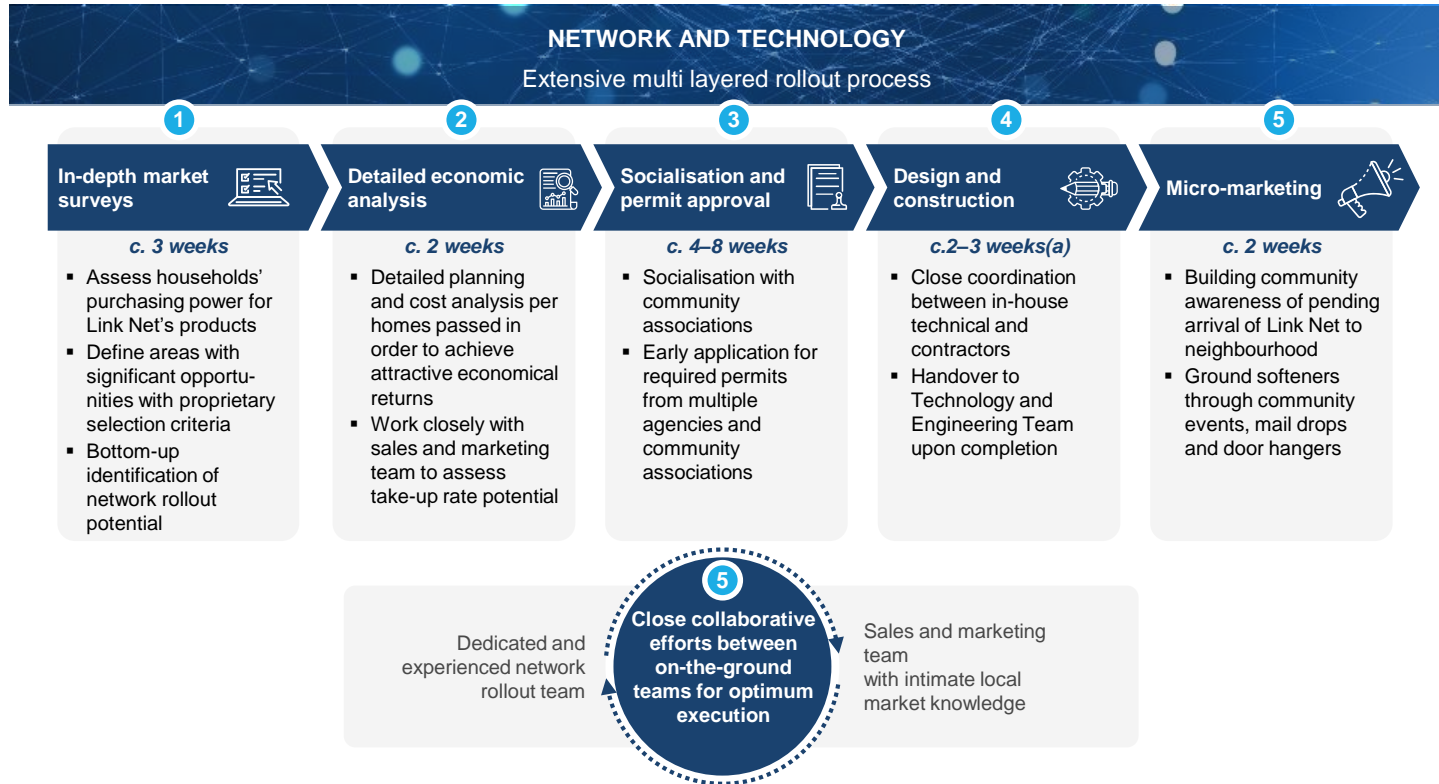 NETWORK AND TECHNOLOGY
Extensive multi layered rollout process
1
In-depth market
surveys
c. 3 weeks
▪ Assess households’
purchasing power for
Link Net’s products
▪ Define areas with
significant opportu-
nities with proprietary
selection criteria
▪ Bottom-up
identification of
network rollout
potential
2
Detailed economic
analysis
c. 2 weeks
▪ Detailed planning
and cost analysis per
homes passed in
order to achieve
attractive economical
returns
▪ Work closely with
sales and marketing
team to assess
take-up rate potential
3
Socialisation and
permit approval
c. 4–8 weeks
▪ Socialisation with
community
associations
▪ Early application for
required permits
from multiple
agencies and
community
associations
4
Design and
construction
c.2–3 weeks(a)
▪ Close coordination
between in-house
technical and
contractors
▪ Handover to
Technology and
Engineering Team
upon completion
5
Micro-marketing
c. 2 weeks
▪ Building community
awareness of pending
arrival of Link Net to
neighbourhood
▪ Ground softeners
through community
events, mail drops
and door hangers
Dedicated and
experienced network
rollout team
5
Close collaborative
efforts between
on-the-ground
teams for optimum
execution
Sales and marketing
team
with intimate local
market knowledge